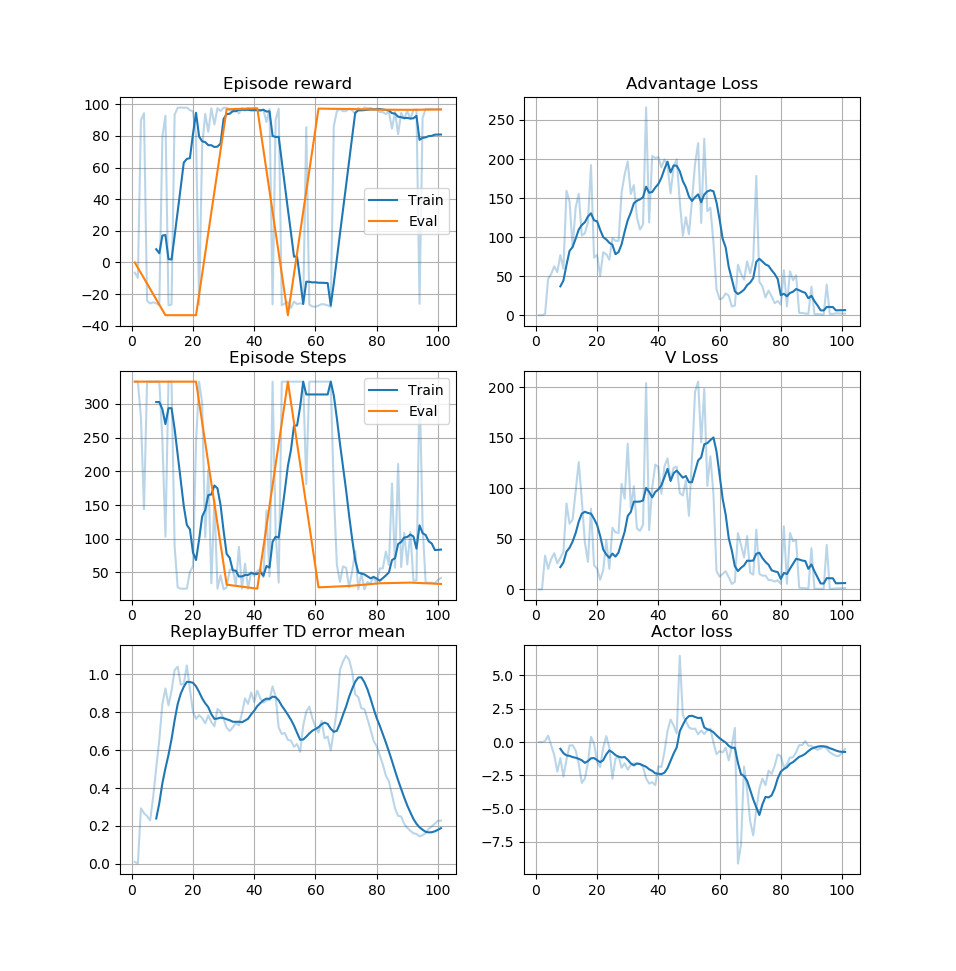 Episode reward
100
80
60
40
20
0
−20
−40
Train
Eval
0 20 40 60 80 100
Advantage Loss
250
200
150
100
50
0
0 20 40 60 80 100
Episode Steps
300
250
200
150
100
50
Train
Eval
0 20 40 60 80 100
V Loss
200
150
100
50
0
0 20 40 60 80 100
ReplayBuffer TD error mean
1.0
0.8
0.6
0.4
0.2
0.0
0 20 40 60 80 100
Actor loss
5.0
2.5
0.0
−2.5
−5.0
−7.5
0 20 40 60 80 100